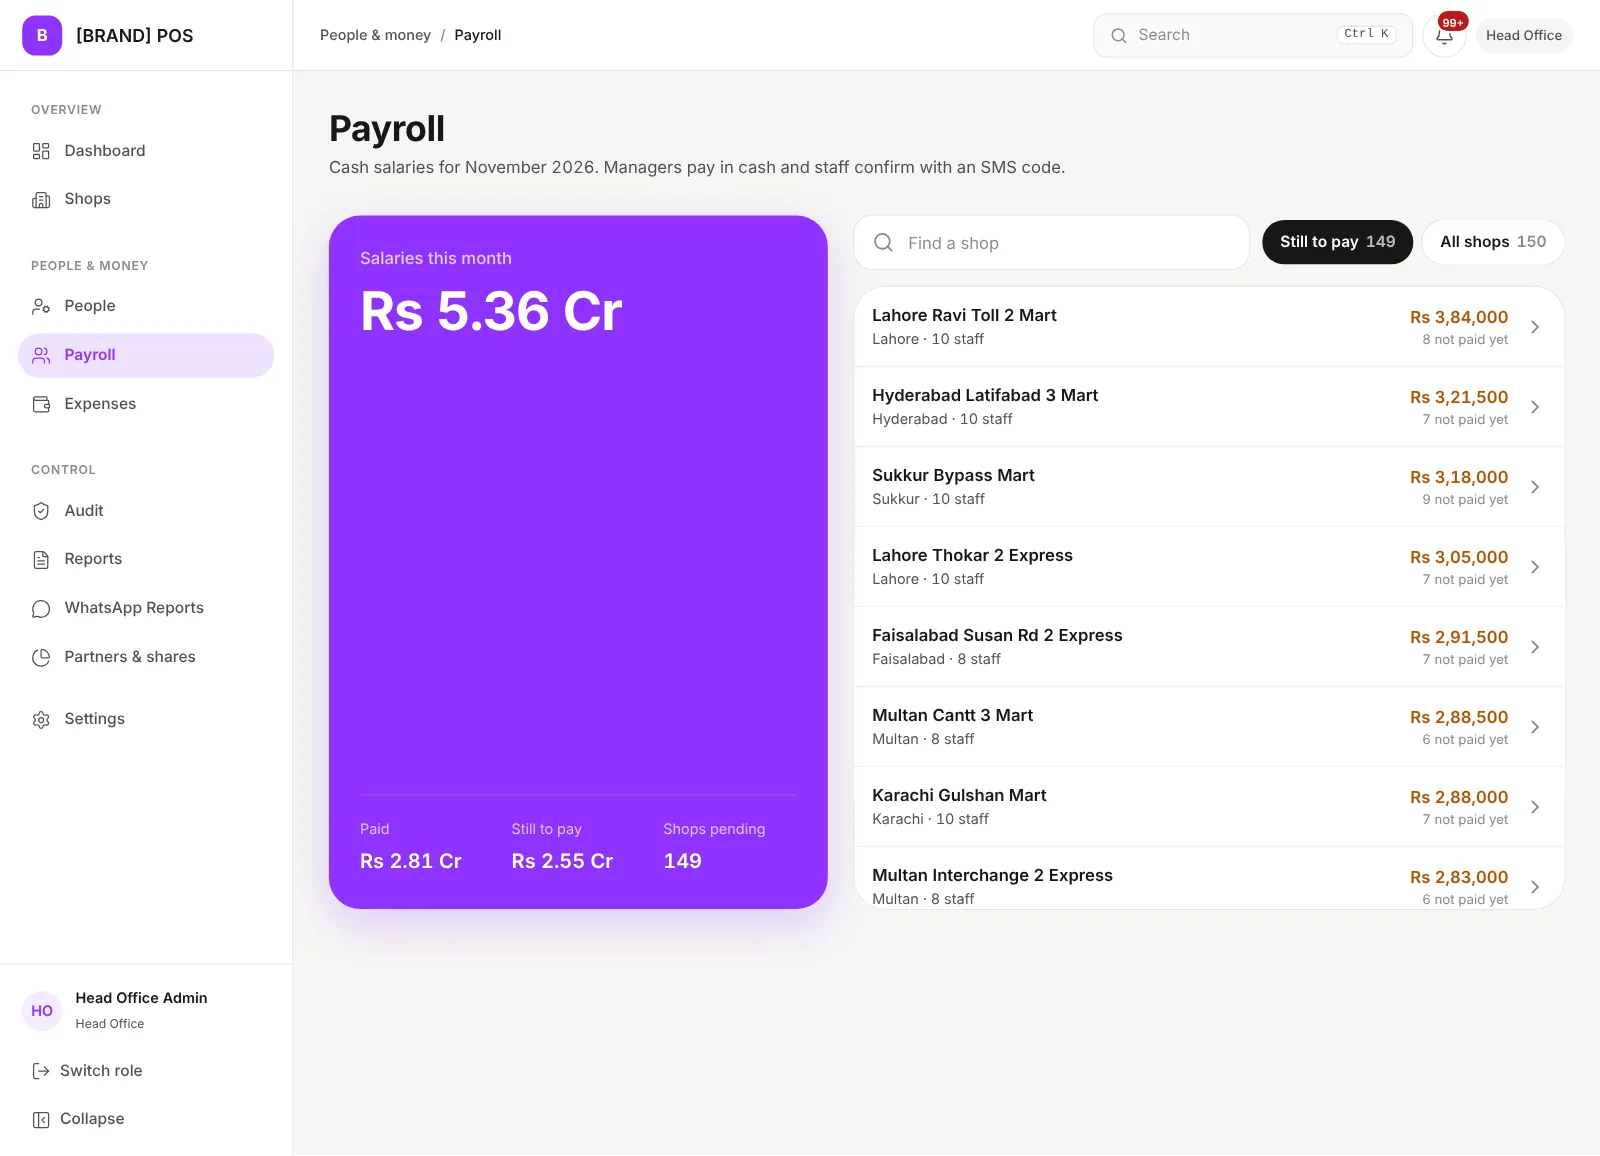 B [BRAND] POS
People & money / Payroll
Search Ctrl K
99+
Head Office
OVERVIEW
Dashboard
Shops
PEOPLE & MONEY
People
Payroll
Expenses
CONTROL
Audit
Reports
WhatsApp Reports
Partners & shares
Settings
HO
Head Office Admin
Head Office
Switch role
Collapse
Payroll
Cash salaries for November 2026. Managers pay in cash and staff confirm with an SMS code.
Salaries this month
Rs 5.36 Cr
Paid Still to pay Shops pending
Rs 2.81 Cr Rs 2.55 Cr 149
Find a shop
Still to pay 149
All shops 150
Lahore Ravi Toll 2 Mart Rs 3,84,000
Lahore · 10 staff 8 not paid yet
Hyderabad Latifabad 3 Mart Rs 3,21,500
Hyderabad · 10 staff 7 not paid yet
Sukkur Bypass Mart Rs 3,18,000
Sukkur · 10 staff 9 not paid yet
Lahore Thokar 2 Express Rs 3,05,000
Lahore · 10 staff 7 not paid yet
Faisalabad Susan Rd 2 Express Rs 2,91,500
Faisalabad · 8 staff 7 not paid yet
Multan Cantt 3 Mart Rs 2,88,500
Multan · 8 staff 6 not paid yet
Karachi Gulshan Mart Rs 2,88,000
Karachi · 10 staff 7 not paid yet
Multan Interchange 2 Express Rs 2,83,000
Multan · 8 staff 6 not paid yet